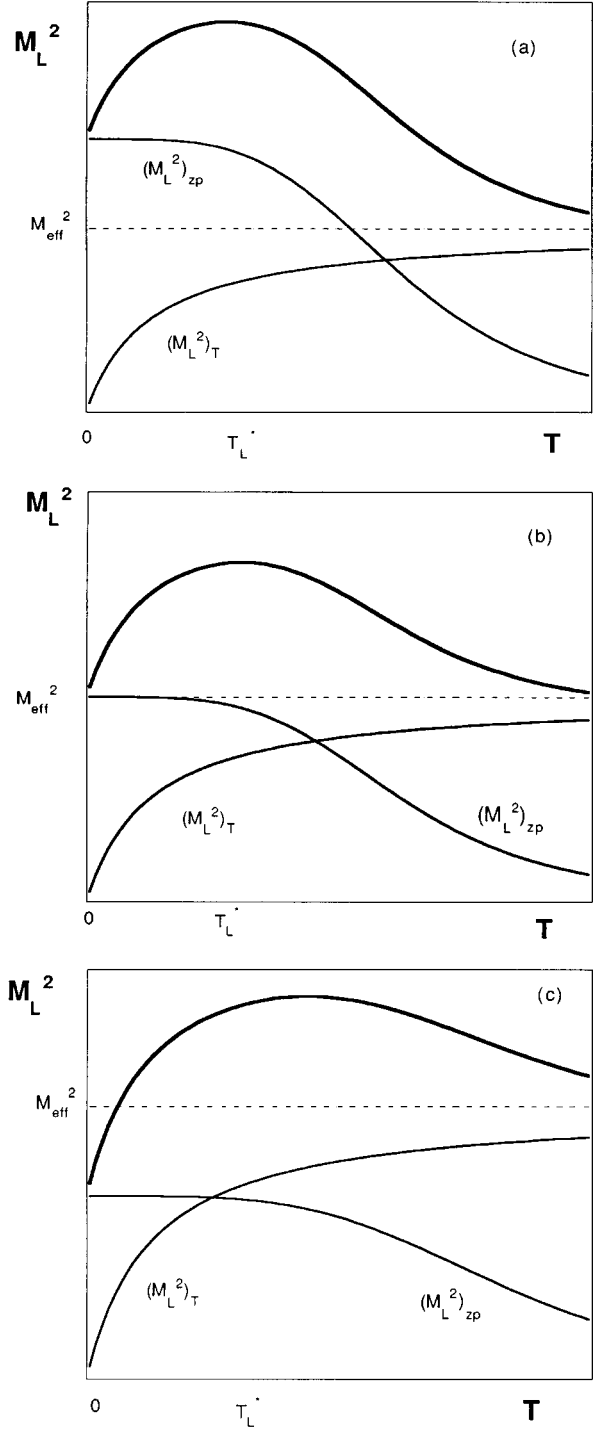 M_L^2
(a)
(M_L^2)_zp
M_eff^2
(M_L^2)_T
0
T_L^*
T
M_L^2
(b)
M_eff^2
(M_L^2)_T
(M_L^2)_zp
0
T_L^*
T
M_L^2
(c)
M_eff^2
(M_L^2)_T
(M_L^2)_zp
0
T_L^*
T